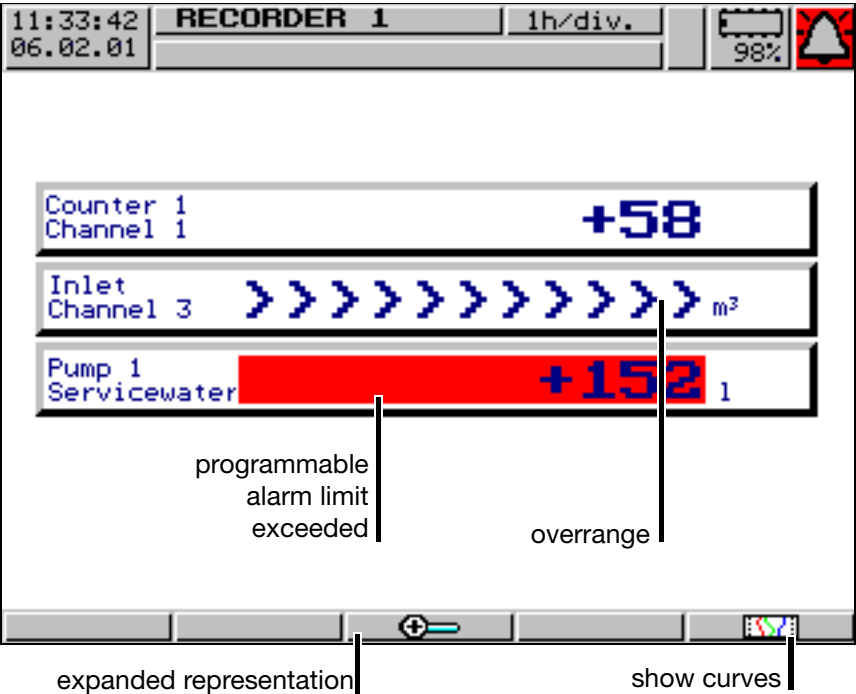 11:33:42 RECORDER 1 1h/div.
06.02.01 98%
Counter 1
Channel 1 +58
Inlet
Channel 3 >>>>>>>>>>> m³
Pump 1
Servicewater +152 l
programmable
alarm limit
exceeded
overrange
expanded representation show curves